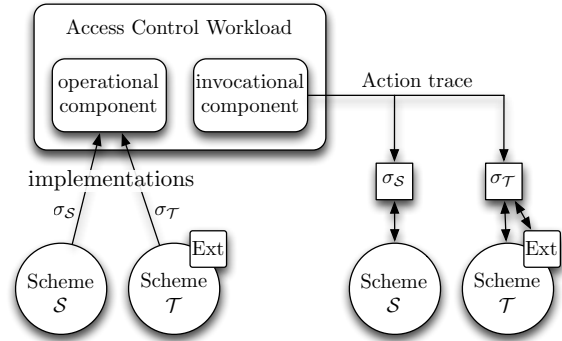 Access Control Workload
operational
component
invocational
component
Action trace
implementations
σ𝒮
σ𝒯
σ𝒮
σ𝒯
Ext
Ext
Scheme
𝒮
Scheme
𝒯
Scheme
𝒮
Scheme
𝒯